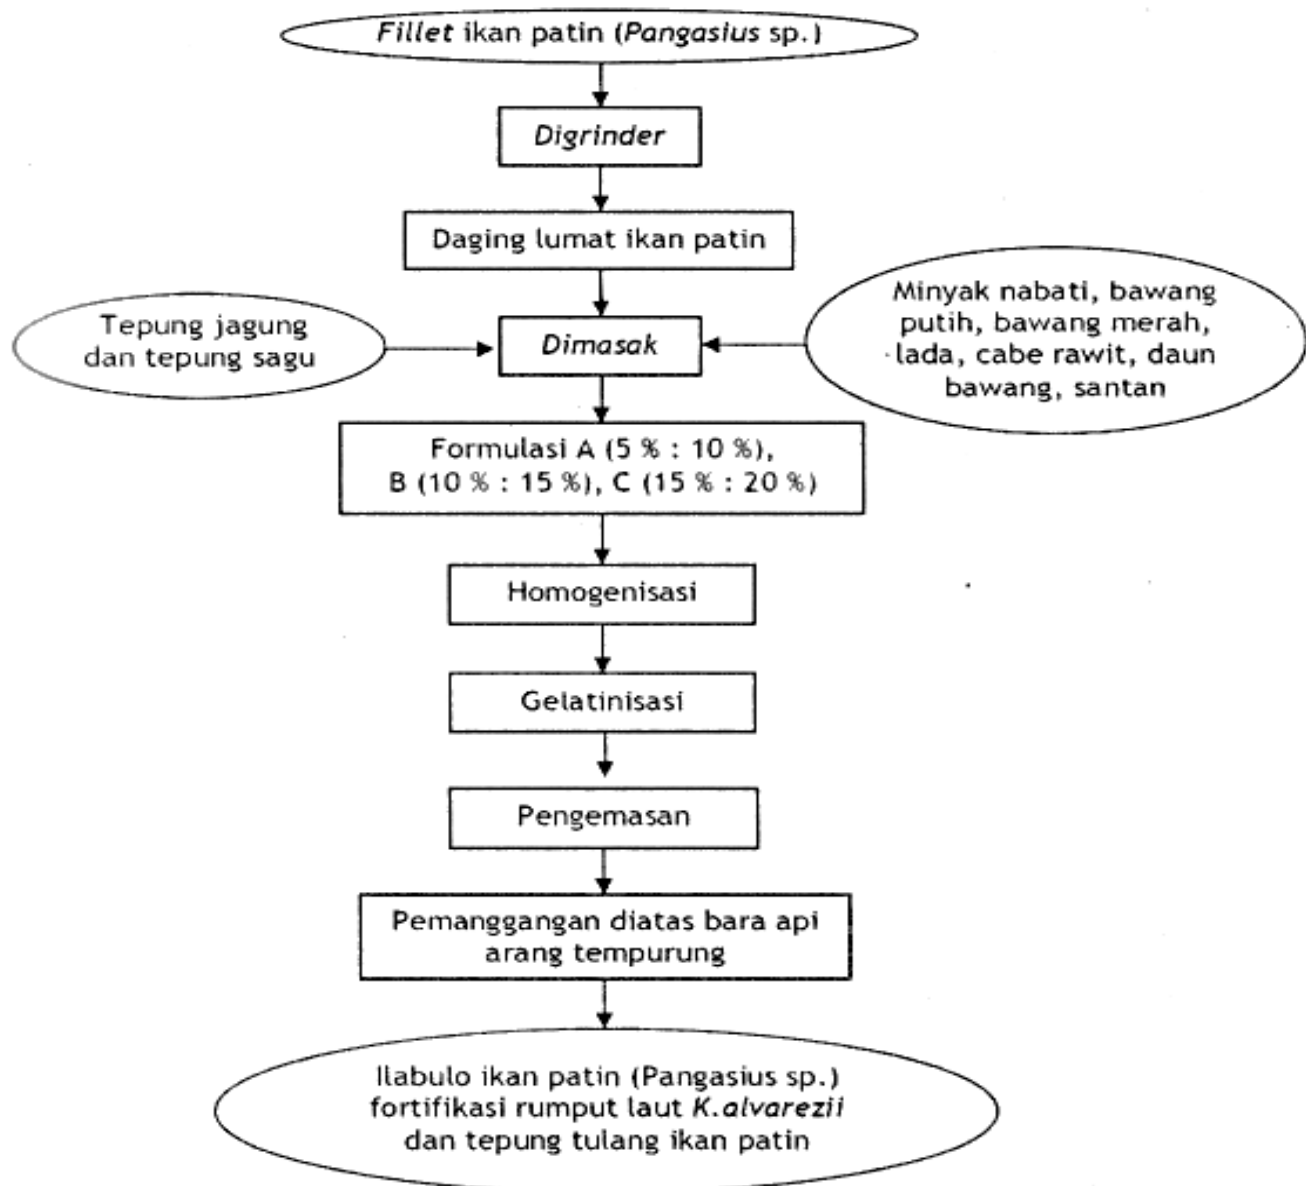 Fillet ikan patin (Pangasius sp.)
Digrinder
Daging lumat ikan patin
Tepung jagung
dan tepung sagu
Dimasak
Minyak nabati, bawang
putih, bawang merah,
lada, cabe rawit, daun
bawang, santan
Formulasi A (5 % : 10 %),
B (10 % : 15 %), C (15 % : 20 %)
Homogenisasi
Gelatinisasi
Pengemasan
Pemanggangan diatas bara api
arang tempurung
Ilabulo ikan patin (Pangasius sp.)
fortifikasi rumput laut K.alvarezii
dan tepung tulang ikan patin